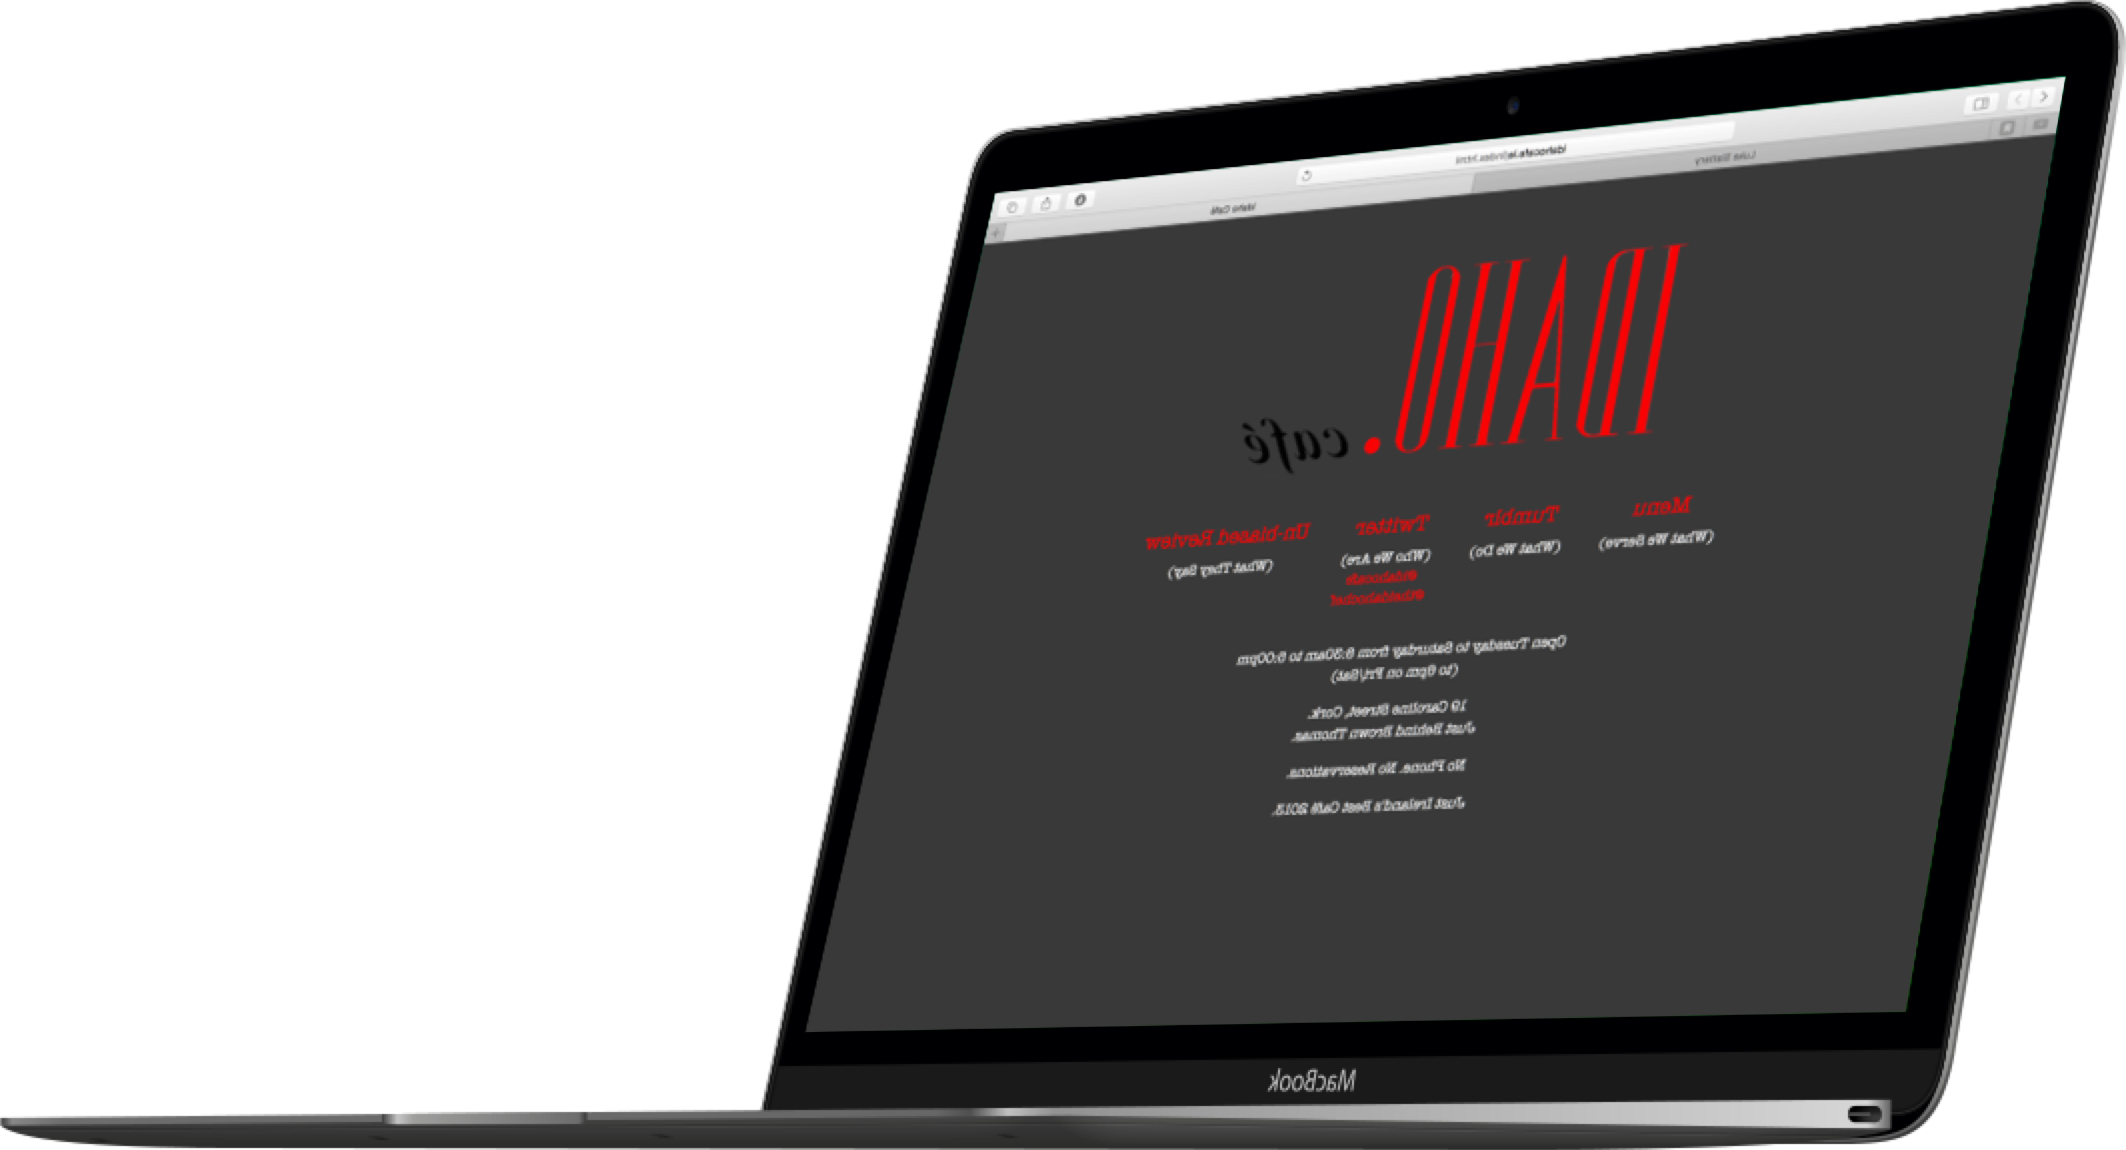 idahocafe.ie/index.html
Luke Slattery
Idaho Café
IDAHO. café
Menu
(What We Serve)
Tumblr
(What We Do)
Twitter
(Who We Are)
@idahocafe
@theidahochef
Un-biased Review
(What They Say)
Open Tuesday to Saturday from 8:30am to 5:00pm
(to 6pm on Fri/Sat)
19 Caroline Street, Cork.
Just Behind Brown Thomas.
No Phone. No Reservations.
Just Ireland's Best Café 2013.
MacBook